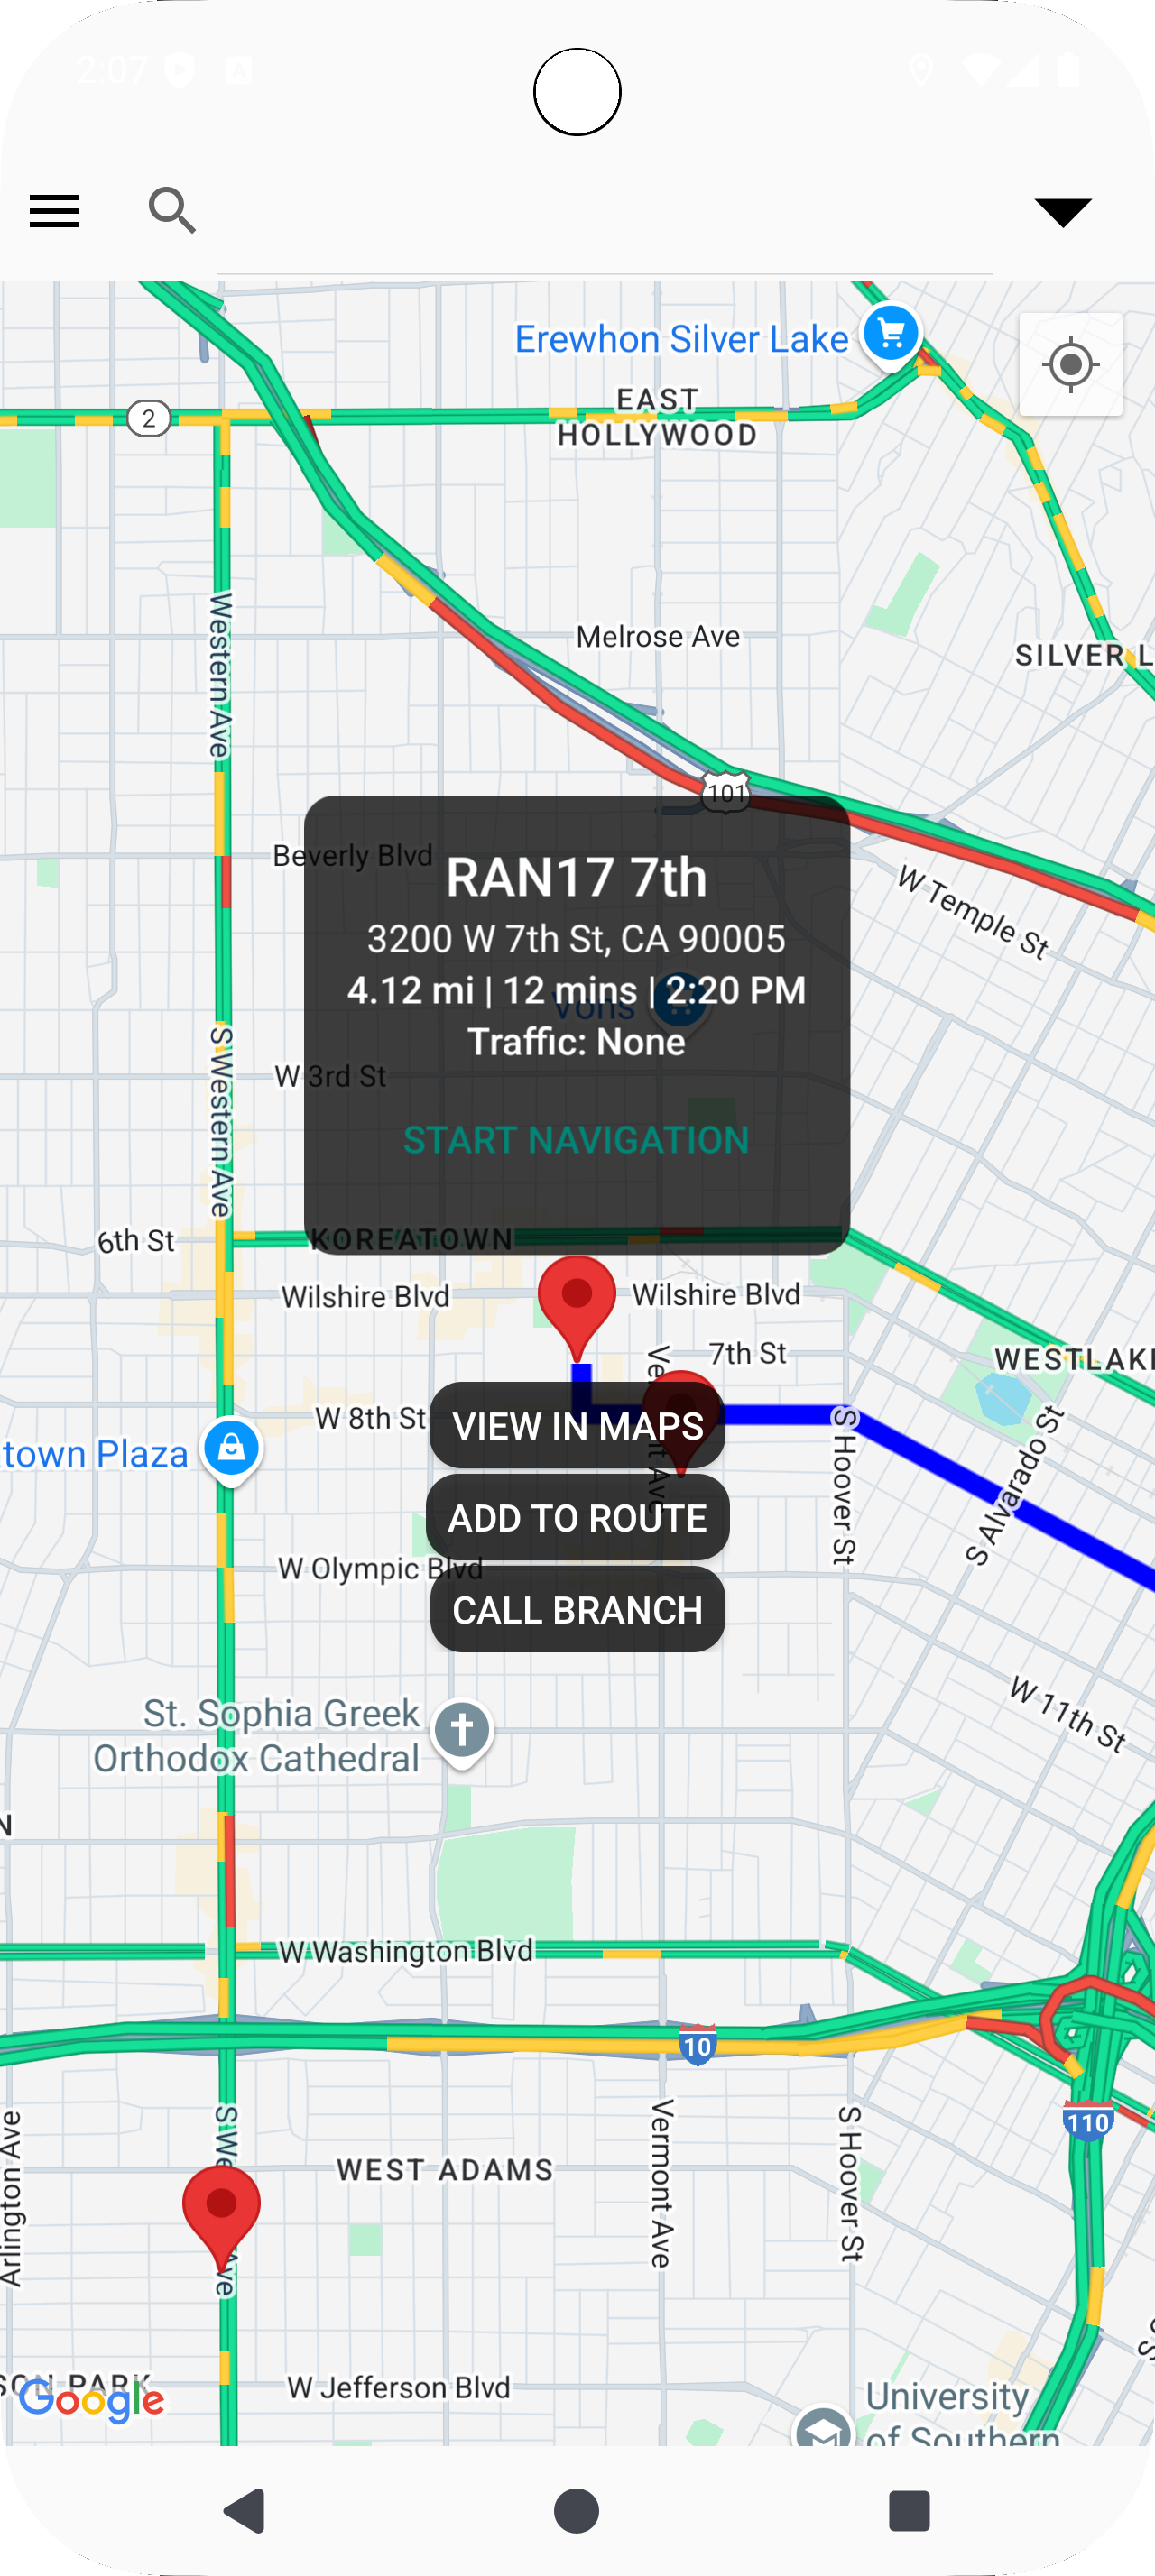 2:07
A
Erewhon Silver Lake
EAST
HOLLYWOOD
2
Western Ave
Melrose Ave
SILVER L
101
Beverly Blvd
RAN17 7th
W Temple St
3200 W 7th St, CA 90005
4.12 mi | 12 mins | 2:20 PM
Vons
Traffic: None
W 3rd St
S Western Ave
START NAVIGATION
6th St
KOREATOWN
Wilshire Blvd
Wilshire Blvd
7th St
WESTLAKE
W 8th St
VIEW IN MAPS
town Plaza
S Hoover St
S Alvarado St
ADD TO ROUTE
W Olympic Blvd
CALL BRANCH
St. Sophia Greek
Orthodox Cathedral
W 11th St
N
W Washington Blvd
10
110
Arlington Ave
S We
Ave
WEST ADAMS
Vermont Ave
S Hoover St
SON PARK
Google
W Jefferson Blvd
University
of Southern